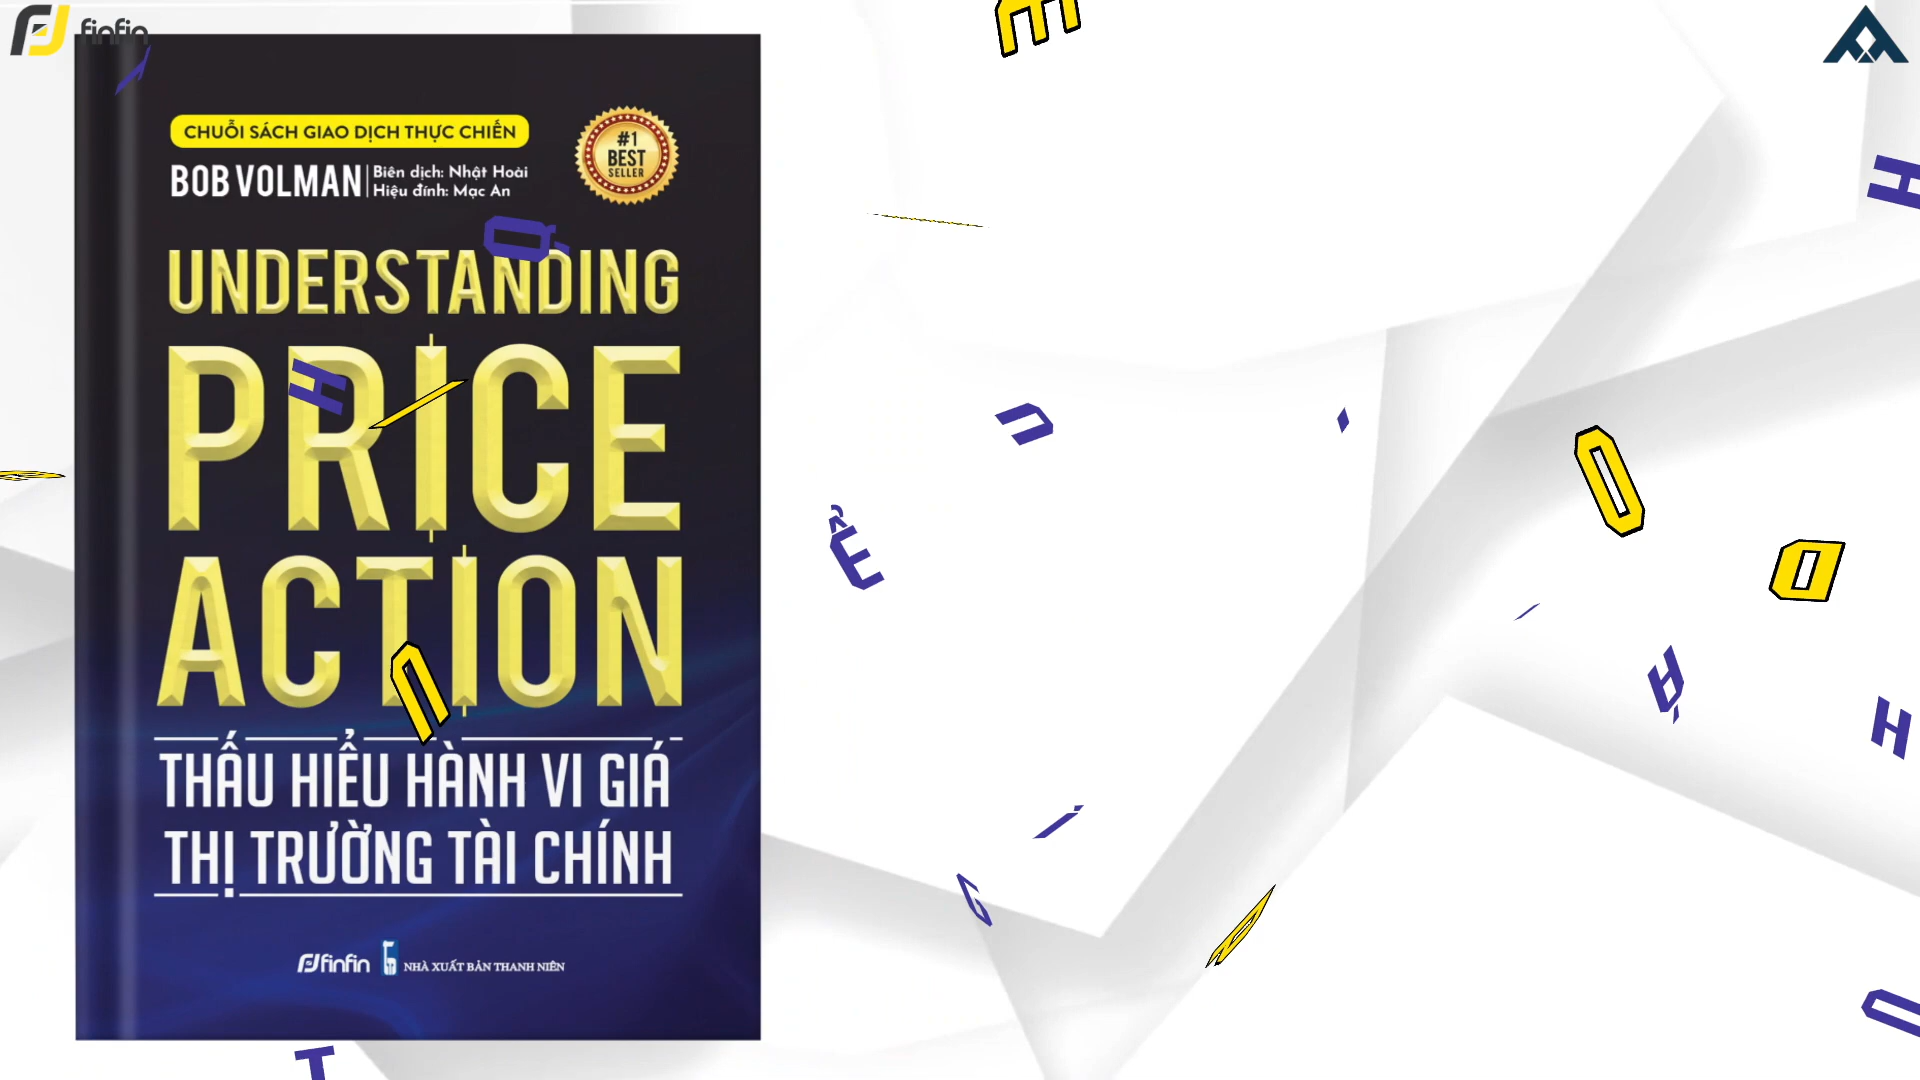 finfin
CHUỖI SÁCH GIAO DỊCH THỰC CHIẾN
BOB VOLMAN
Biên dịch: Nhật Hoài
Hiệu đính: Mạc An
#1
BEST
SELLER
UNDERSTANDING
PRICE
ACTION
THẤU HIỂU HÀNH VI GIÁ
THỊ TRƯỜNG TÀI CHÍNH
finfin
NHÀ XUẤT BẢN THANH NIÊN